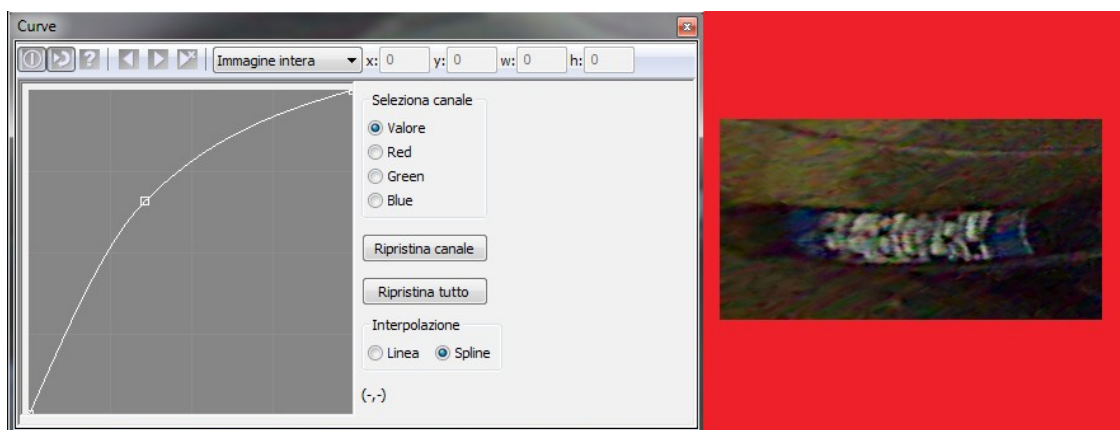 Curve
Immagine intera x: 0 y: 0 w: 0 h: 0
Seleziona canale
Valore
Red
Green
Blue
Ripristina canale
Ripristina tutto
Interpolazione
Linea Spline
(-,-)